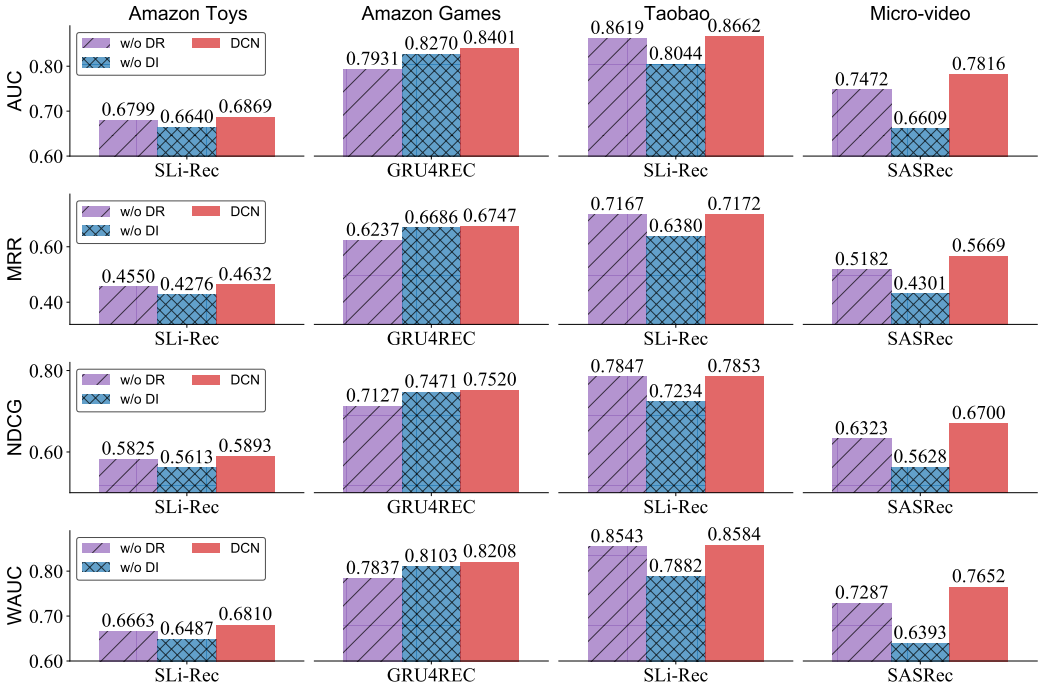 Amazon Toys Amazon Games Taobao Micro-video
AUC
0.80
0.70
0.60
w/o DR DCN
w/o DI
0.6799 0.6640 0.6869
0.7931 0.8270 0.8401
0.8619 0.8044 0.8662
0.7472 0.6609 0.7816
SLi-Rec GRU4REC SLi-Rec SASRec
MRR
0.60
0.40
w/o DR DCN
w/o DI
0.4550 0.4276 0.4632
0.6237 0.6686 0.6747
0.7167 0.6380 0.7172
0.5182 0.4301 0.5669
SLi-Rec GRU4REC SLi-Rec SASRec
NDCG
0.80
0.60
w/o DR DCN
w/o DI
0.5825 0.5613 0.5893
0.7127 0.7471 0.7520
0.7847 0.7234 0.7853
0.6323 0.5628 0.6700
SLi-Rec GRU4REC SLi-Rec SASRec
WAUC
0.80
0.70
0.60
w/o DR DCN
w/o DI
0.6663 0.6487 0.6810
0.7837 0.8103 0.8208
0.8543 0.7882 0.8584
0.7287 0.6393 0.7652
SLi-Rec GRU4REC SLi-Rec SASRec